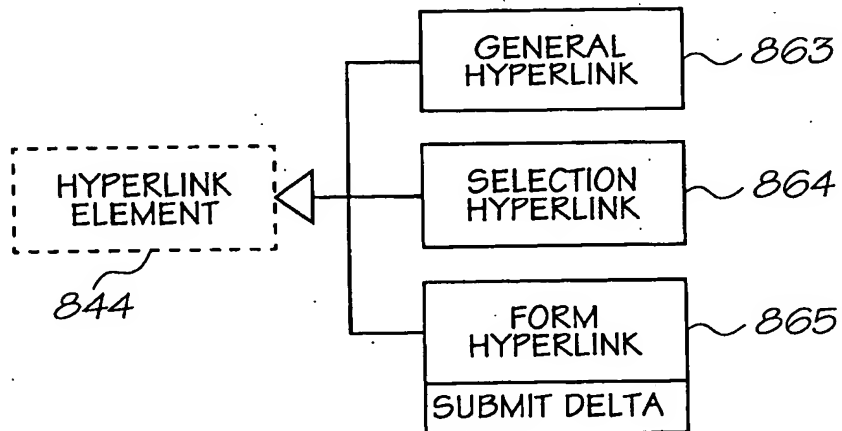 GENERAL
HYPERLINK
863
HYPERLINK
ELEMENT
844
SELECTION
HYPERLINK
864
FORM
HYPERLINK
865
SUBMIT DELTA